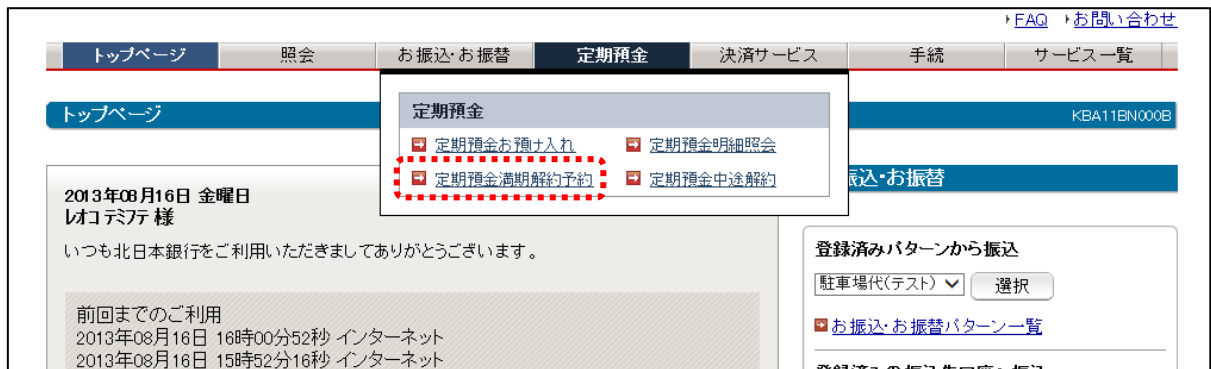 FAQ お問い合わせ
トップページ 照会 お振込・お振替 定期預金 決済サービス 手続 サービス一覧
トップページ
KBA11BN000B
定期預金
定期預金お預け入れ 定期預金明細照会
定期預金満期解約予約 定期預金中途解約
2013年08月16日 金曜日
レオコ テミフテ 様
いつも北日本銀行をご利用いただきましてありがとうございます。
前回までのご利用
2013年08月16日 16時00分52秒 インターネット
2013年08月16日 15時52分16秒 インターネット
振込・お振替
登録済みパターンから振込
駐車場代(テスト) 選択
お振込・お振替パターン一覧